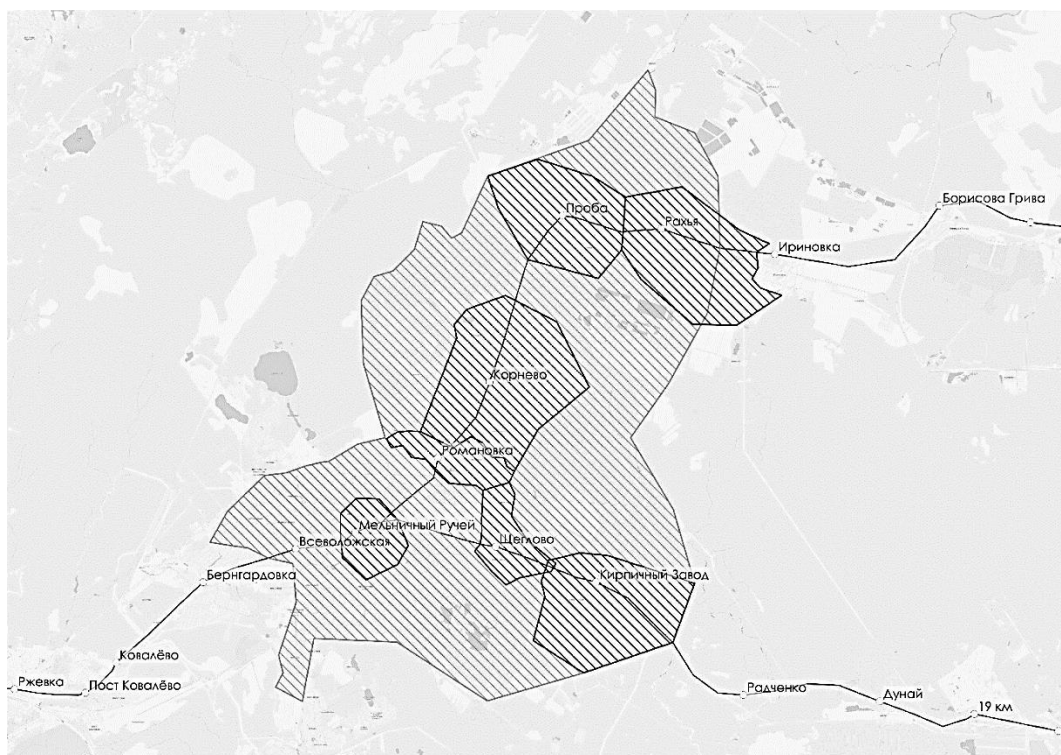 Борисова Грива
Проба
Рахья
Ириновка
Корнево
Романовка
Мельничный Ручей
Всеволожская
Щеглово
Бернгардовка
Кирпичный Завод
Ковалёво
Ржевка
Пост Ковалёво
Радченко
Дунай
19 км